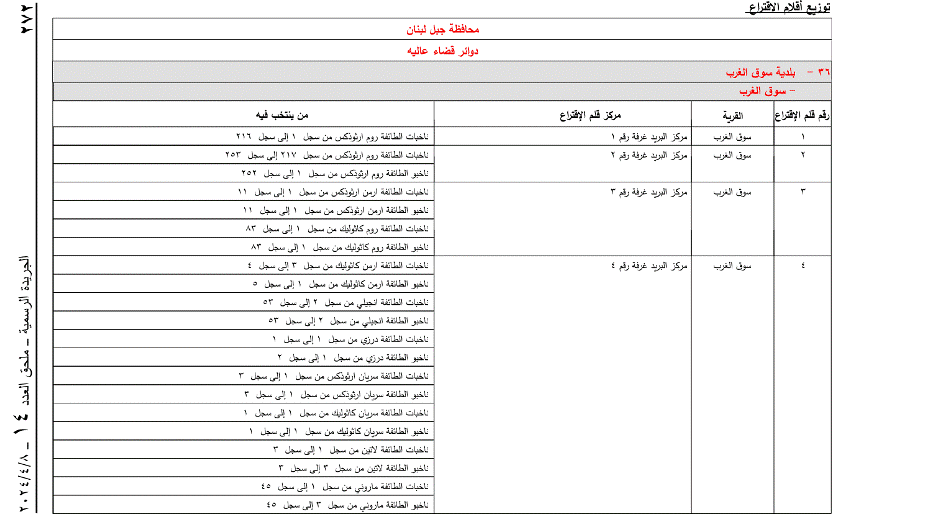 توزيع أقلام الإقتراع
٢٧٢
محافظة جبل لبنان
دوائر قضاء عاليه
٣٦ - بلدية سوق الغرب
- سوق الغرب
رقم قلم الإقتراع القرية مركز قلم الإقتراع من ينتخب فيه
١ سوق الغرب مركز البريد غرفة رقم ١ ناخبات الطائفة روم ارثوذكس من سجل ١ إلى سجل ٢١٦
٢ سوق الغرب مركز البريد غرفة رقم ٢ ناخبات الطائفة روم ارثوذكس من سجل ٢١٧ إلى سجل ٢٥٣
ناخبو الطائفة روم ارثوذكس من سجل ١ إلى سجل ٢٥٢
٣ سوق الغرب مركز البريد غرفة رقم ٣ ناخبات الطائفة ارمن ارثوذكس من سجل ١ إلى سجل ١١
ناخبو الطائفة ارمن ارثوذكس من سجل ١ إلى سجل ١١
ناخبات الطائفة روم كاثوليك من سجل ١ إلى سجل ٨٣
ناخبو الطائفة روم كاثوليك من سجل ١ إلى سجل ٨٣
٤ سوق الغرب مركز البريد غرفة رقم ٤ ناخبات الطائفة ارمن كاثوليك من سجل ٣ إلى سجل ٤
ناخبو الطائفة ارمن كاثوليك من سجل ١ إلى سجل ٥
ناخبات الطائفة انجيلي من سجل ٢ إلى سجل ٥٣
ناخبو الطائفة انجيلي من سجل ٢ إلى سجل ٥٣
ناخبات الطائفة درزي من سجل ١ إلى سجل ١
ناخبو الطائفة درزي من سجل ١ إلى سجل ٢
ناخبات الطائفة سريان ارثوذكس من سجل ١ إلى سجل ٣
ناخبو الطائفة سريان ارثوذكس من سجل ١ إلى سجل ٣
ناخبات الطائفة سريان كاثوليك من سجل ١ إلى سجل ١
ناخبو الطائفة سريان كاثوليك من سجل ١ إلى سجل ١
ناخبات الطائفة لاتين من سجل ١ إلى سجل ٣
ناخبو الطائفة لاتين من سجل ٣ إلى سجل ٣
ناخبات الطائفة ماروني من سجل ١ إلى سجل ٤٥
ناخبو الطائفة ماروني من سجل ٣ إلى سجل ٤٥
الجريدة الرسمية - ملحق العدد ١٤ - ٢٠٢٤/٤/٨